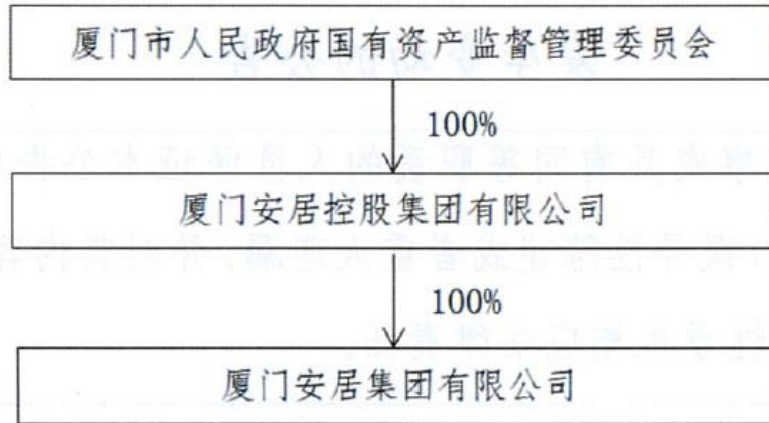 厦门市人民政府国有资产监督管理委员会
100%
厦门安居控股集团有限公司
100%
厦门安居集团有限公司